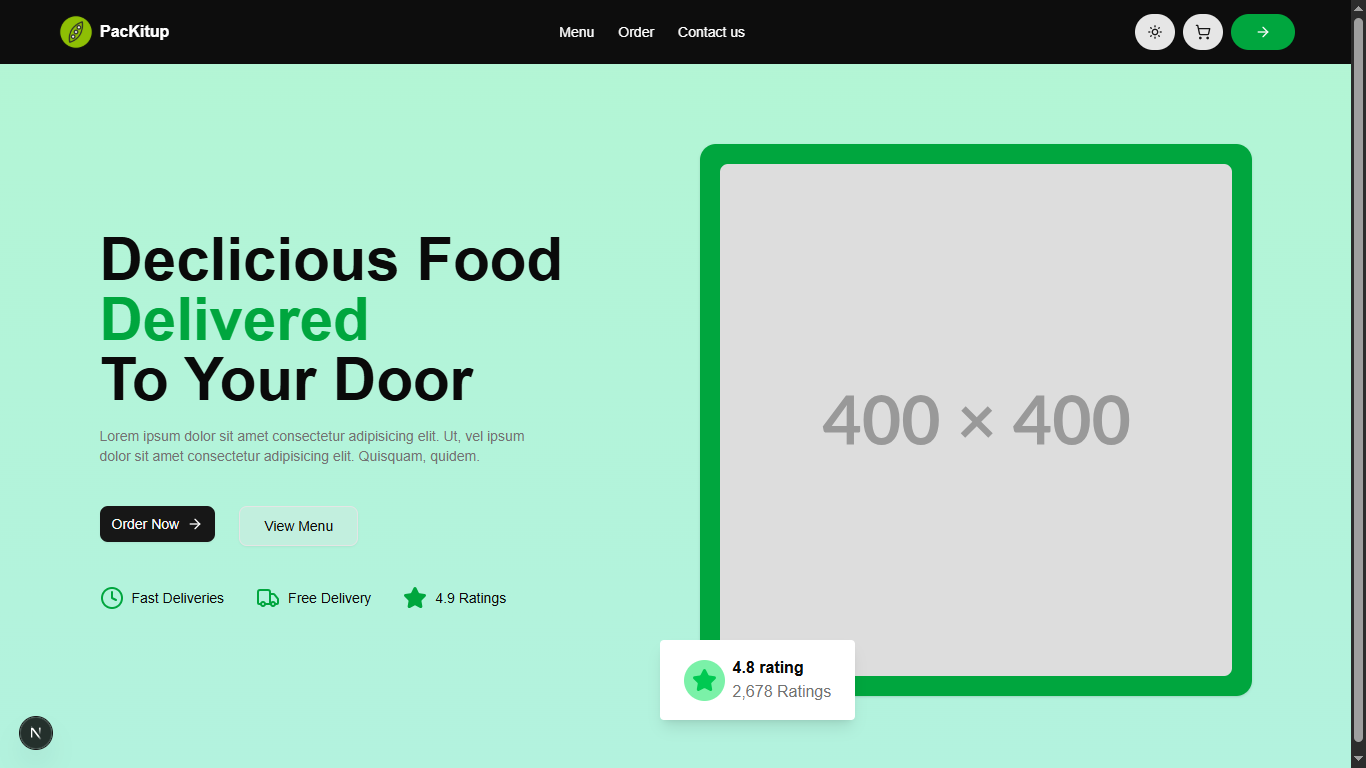 PacKitup
Menu
Order
Contact us
Declicious Food
Delivered
To Your Door
Lorem ipsum dolor sit amet consectetur adipisicing elit. Ut, vel ipsum
dolor sit amet consectetur adipisicing elit. Quisquam, quidem.
Order Now
View Menu
Fast Deliveries
Free Delivery
4.9 Ratings
400 × 400
4.8 rating
2,678 Ratings
N